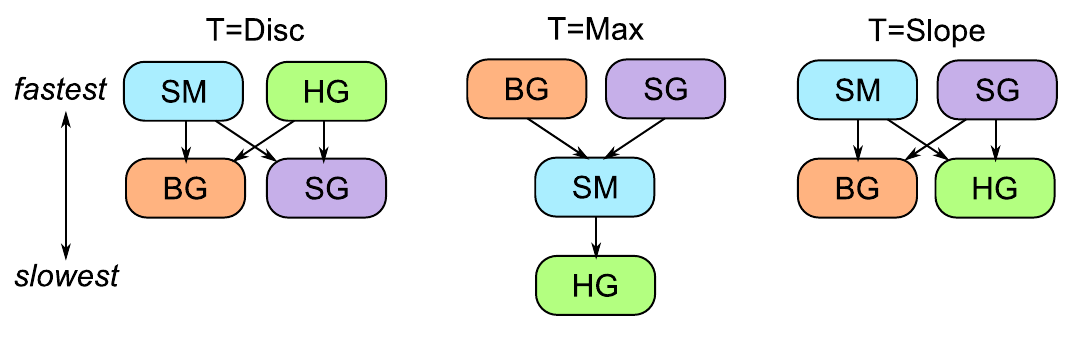 T=Disc
T=Max
T=Slope
fastest
SM
HG
BG
SG
SM
SG
BG
SG
SM
BG
HG
slowest
HG